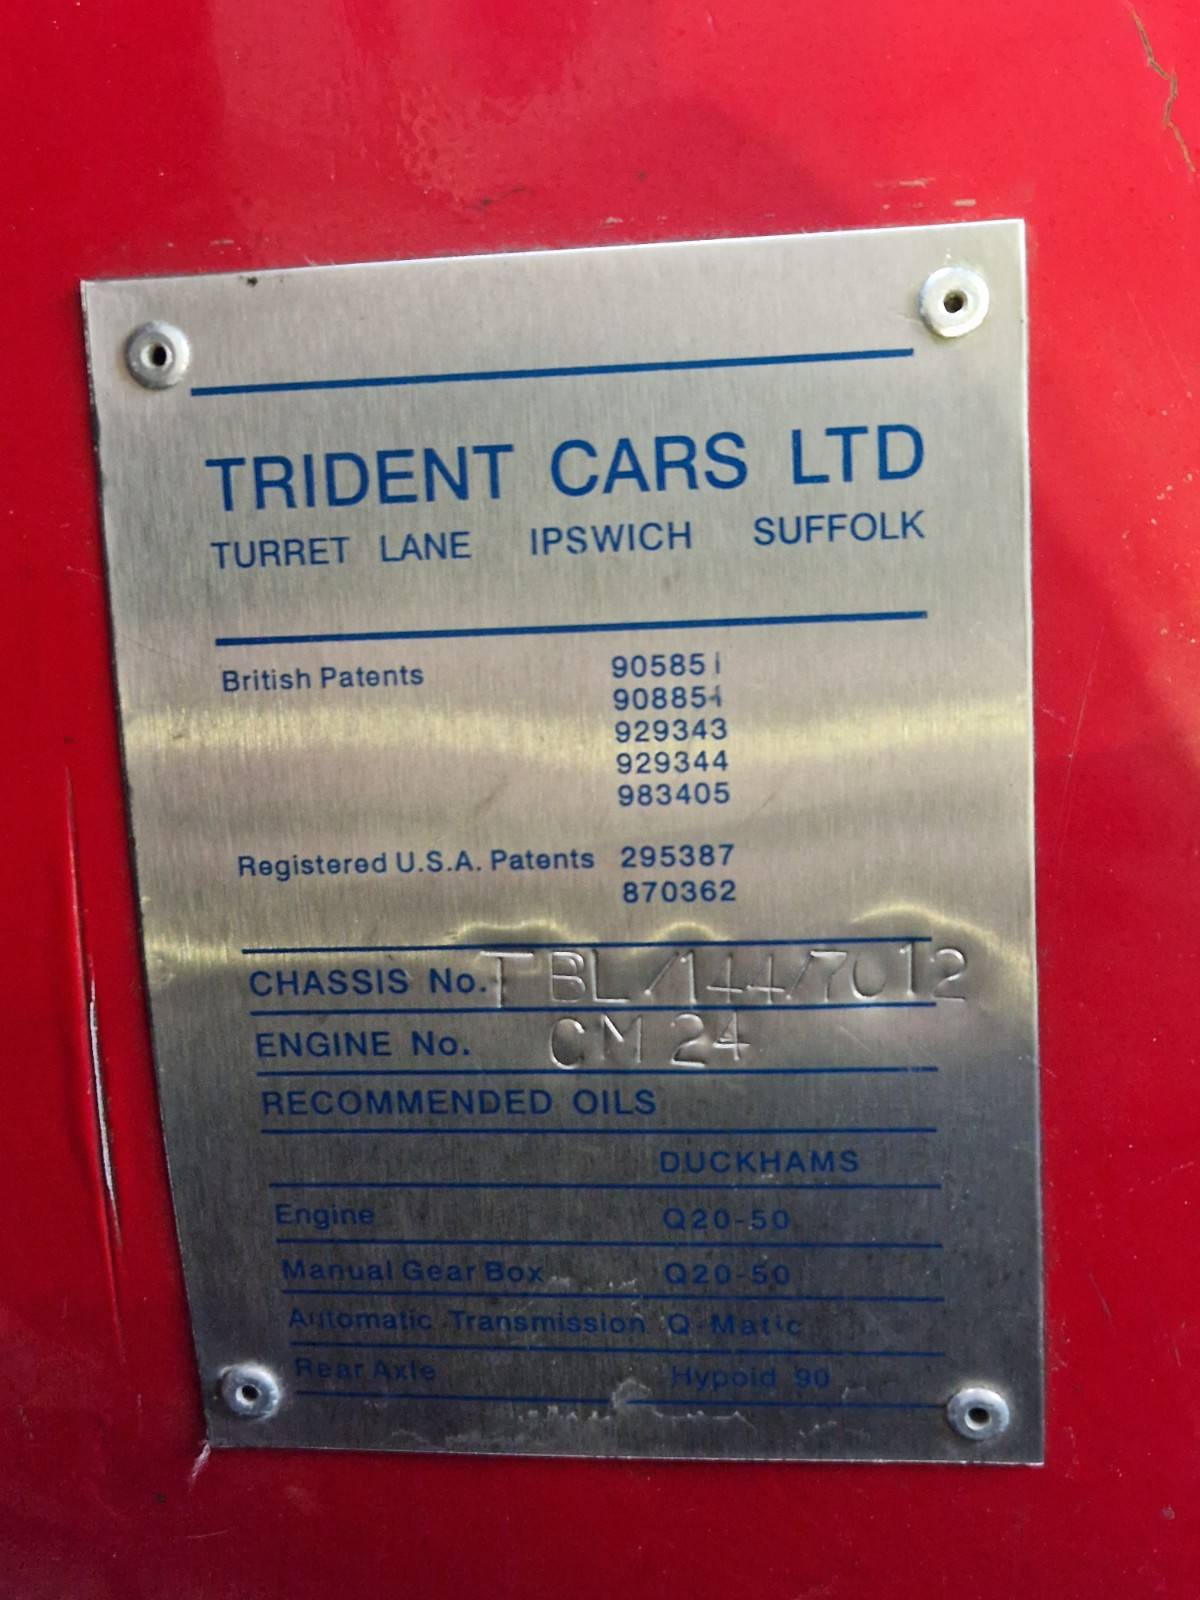 TRIDENT CARS LTD
TURRET LANE IPSWICH SUFFOLK
British Patents 905851
908851
929343
929344
983405
Registered U.S.A. Patents 295387
870362
CHASSIS No. TBL/144/7012
ENGINE No. CM24
RECOMMENDED OILS
DUCKHAMS
Engine Q20-50
Manual Gear Box Q20-50
Automatic Transmission Q-Matic
Rear Axle Hypoid 90